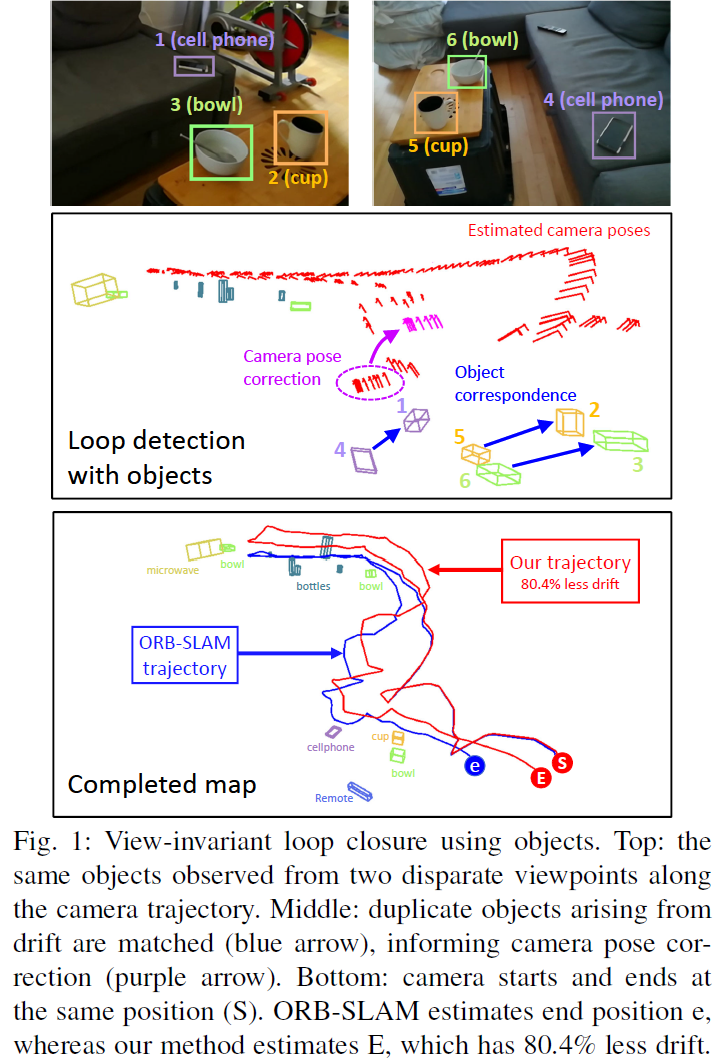 1 (cell phone)
3 (bowl)
2 (cup)
6 (bowl)
4 (cell phone)
5 (cup)
Estimated camera poses
Camera pose
correction
Object
correspondence
1
4
5
2
6
3
Loop detection
with objects
microwave
bowl
bottles
bowl
Our trajectory
80.4% less drift
ORB-SLAM
trajectory
cellphone
cup
bowl
e
E
S
Remote
Completed map
Fig. 1: View-invariant loop closure using objects. Top: the
same objects observed from two disparate viewpoints along
the camera trajectory. Middle: duplicate objects arising from
drift are matched (blue arrow), informing camera pose cor-
rection (purple arrow). Bottom: camera starts and ends at
the same position (S). ORB-SLAM estimates end position e,
whereas our method estimates E, which has 80.4% less drift.